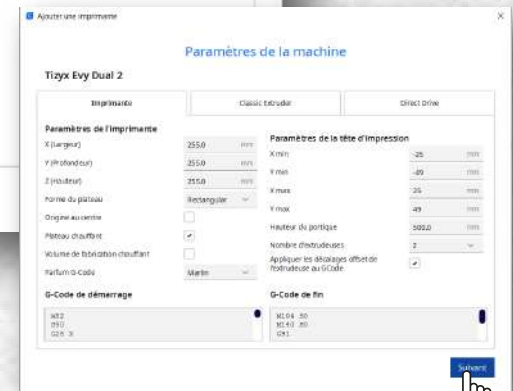 Ajouter une imprimante
Paramètres de la machine
Tizyx Evy Dual 2
Imprimante
Classic Extruder
Direct Drive
Paramètres de l'imprimante
X (Largeur) 255.0 mm
Y (Profondeur) 255.0 mm
Z (Hauteur) 255.0 mm
Forme du plateau Rectangular
Origine au centre
Plateau chauffant
Volume de fabrication chauffant
Parfum G-Code Marlin
Paramètres de la tête d'impression
X min -25 mm
Y min mm
X max 25 mm
Y max 49 mm
Hauteur du portique 500.0 mm
Nombre d'extrudeuses 2
Appliquer les décalages offset de
l'extrudeuse au GCode
G-Code de démarrage
G90
G28 X
G-Code de fin
M104 S0
M140 S0
G91
Suivant